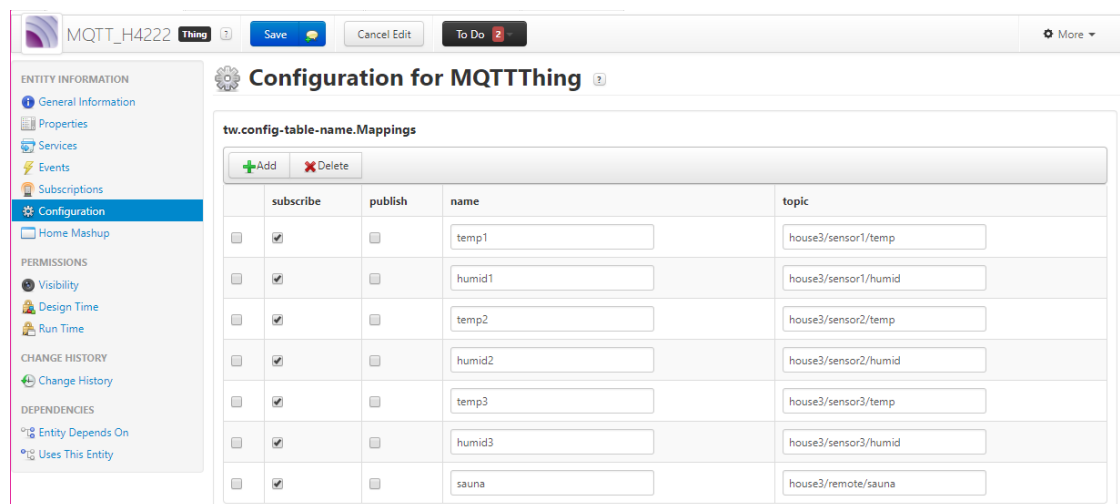 MQTT_H4222 Thing ? Save Cancel Edit To Do 2 More
ENTITY INFORMATION
General Information
Properties
Services
Events
Subscriptions
Configuration
Home Mashup
PERMISSIONS
Visibility
Design Time
Run Time
CHANGE HISTORY
Change History
DEPENDENCIES
Entity Depends On
Uses This Entity
Configuration for MQTTThing ?
tw.config-table-name.Mappings
Add Delete
subscribe publish name topic
temp1 house3/sensor1/temp
humid1 house3/sensor1/humid
temp2 house3/sensor2/temp
humid2 house3/sensor2/humid
temp3 house3/sensor3/temp
humid3 house3/sensor3/humid
sauna house3/remote/sauna